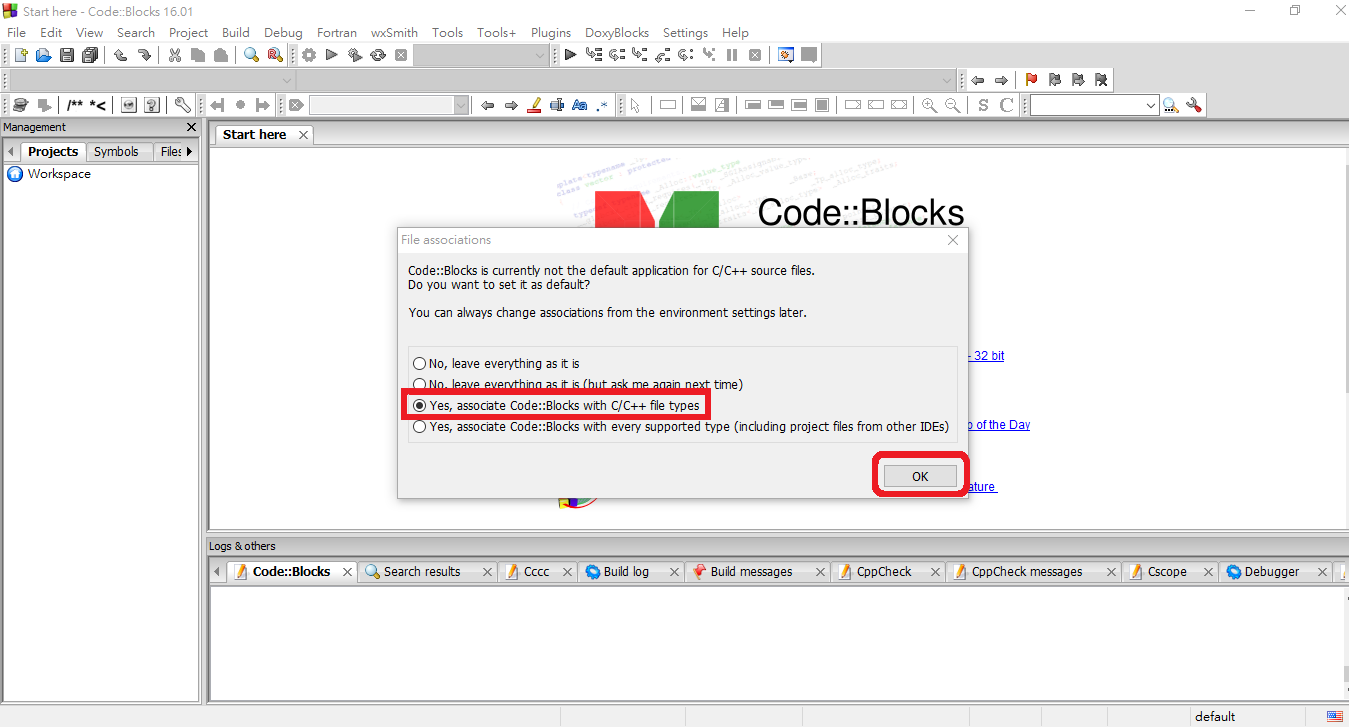 Start here - Code::Blocks 16.01
File Edit View Search Project Build Debug Fortran wxSmith Tools Tools+ Plugins DoxyBlocks Settings Help
/** *<
Aa .*
S C
Management
Start here
Projects Symbols Files
Workspace
Code::Blocks
File associations
Code::Blocks is currently not the default application for C/C++ source files.
Do you want to set it as default?
You can always change associations from the environment settings later.
No, leave everything as it is
- 32 bit
No, leave everything as it is (but ask me again next time)
Yes, associate Code::Blocks with C/C++ file types
Yes, associate Code::Blocks with every supported type (including project files from other IDEs)
p of the Day
OK
ature
Logs & others
Code::Blocks Search results Cccc Build log Build messages CppCheck CppCheck messages Cscope Debugger
default